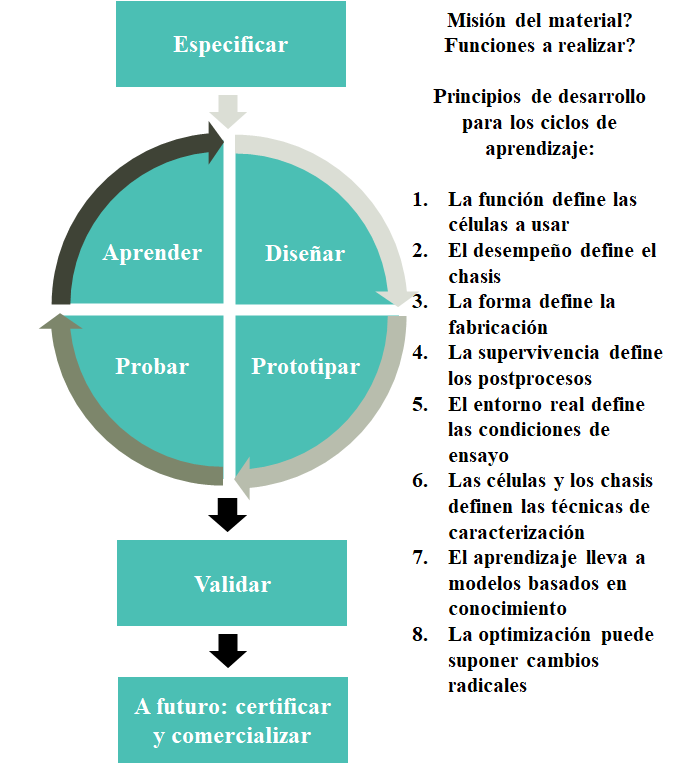 Especificar
Aprender
Diseñar
Probar
Prototipar
Validar
A futuro: certificar
y comercializar
Misión del material?
Funciones a realizar?
Principios de desarrollo
para los ciclos de
aprendizaje:
1. La función define las
células a usar
2. El desempeño define el
chasis
3. La forma define la
fabricación
4. La supervivencia define
los postprocesos
5. El entorno real define
las condiciones de
ensayo
6. Las células y los chasis
definen las técnicas de
caracterización
7. El aprendizaje lleva a
modelos basados en
conocimiento
8. La optimización puede
suponer cambios
radicales